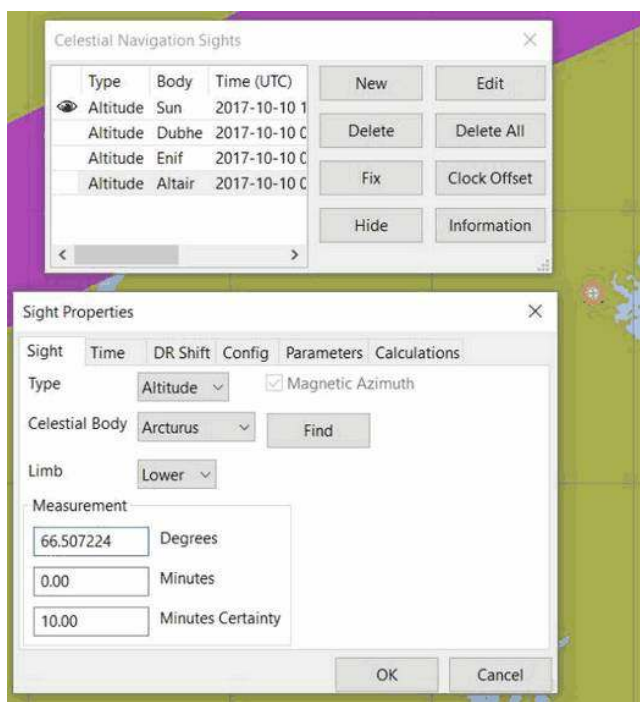 Celestial Navigation Sights
Type Body Time (UTC)
Altitude Sun 2017-10-10 1
Altitude Dubhe 2017-10-10 0
Altitude Enif 2017-10-10 0
Altitude Altair 2017-10-10 0
New Edit
Delete Delete All
Fix Clock Offset
Hide Information
Sight Properties
Sight Time DR Shift Config Parameters Calculations
Type Altitude Magnetic Azimuth
Celestial Body Arcturus Find
Limb Lower
Measurement
66.507224 Degrees
0.00 Minutes
10.00 Minutes Certainty
OK Cancel